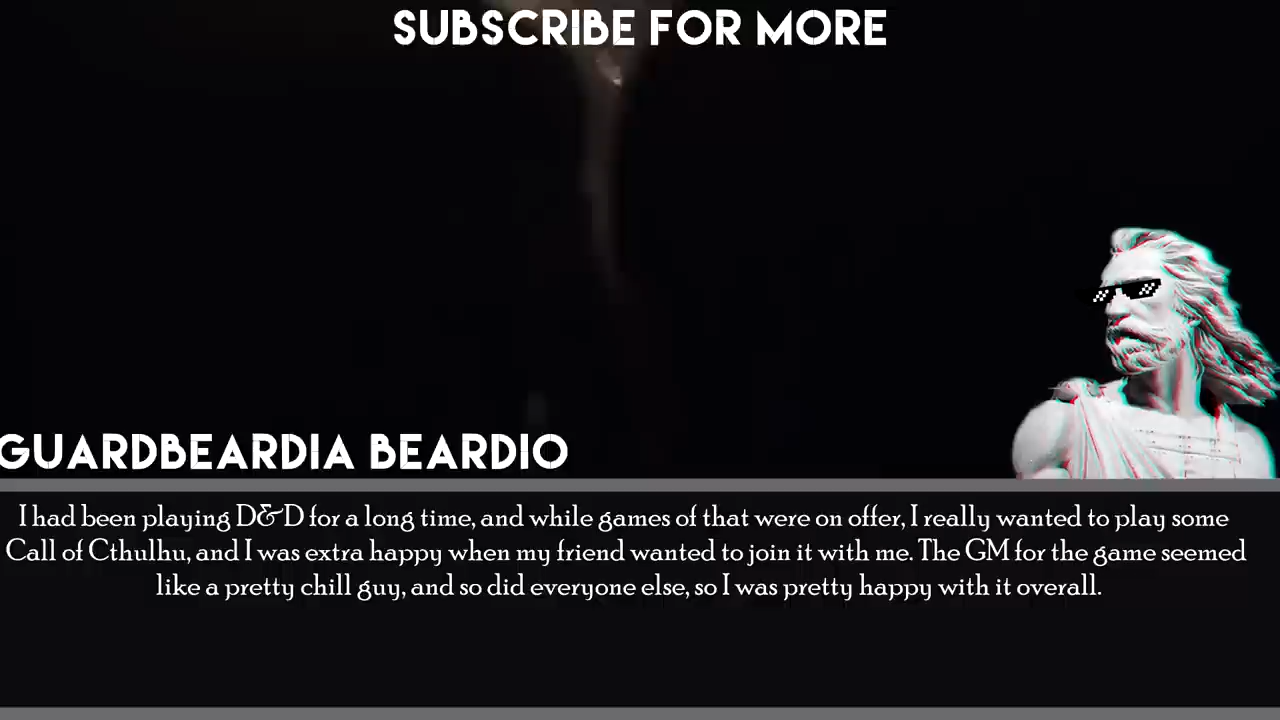 SUBSCRIBE FOR MORE
GUARDBEARDIA BEARDIO
I had been playing D&D for a long time, and while games of that were on offer, I really wanted to play some
Call of Cthulhu, and I was extra happy when my friend wanted to join it with me. The GM for the game seemed
like a pretty chill guy, and so did everyone else, so I was pretty happy with it overall.